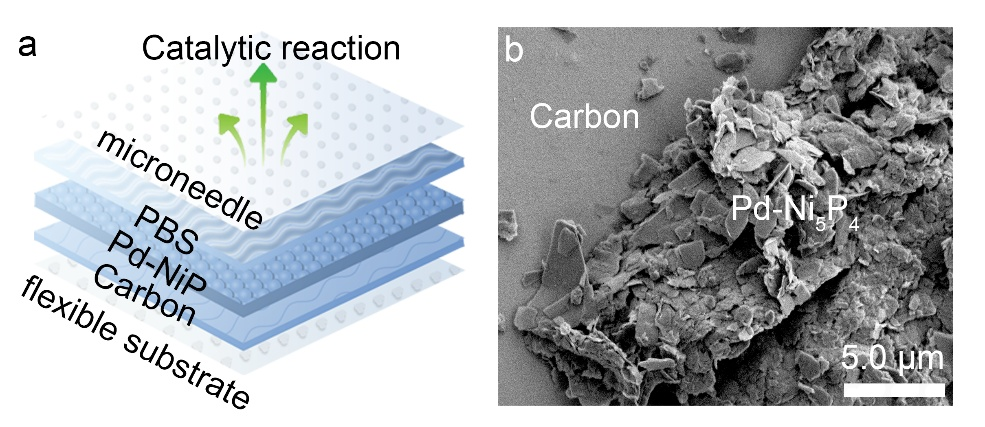 a
Catalytic reaction
microneedle
PBS
Pd-NiP
Carbon
flexible substrate
b
Carbon
Pd-Ni₅P₄
5.0 μm